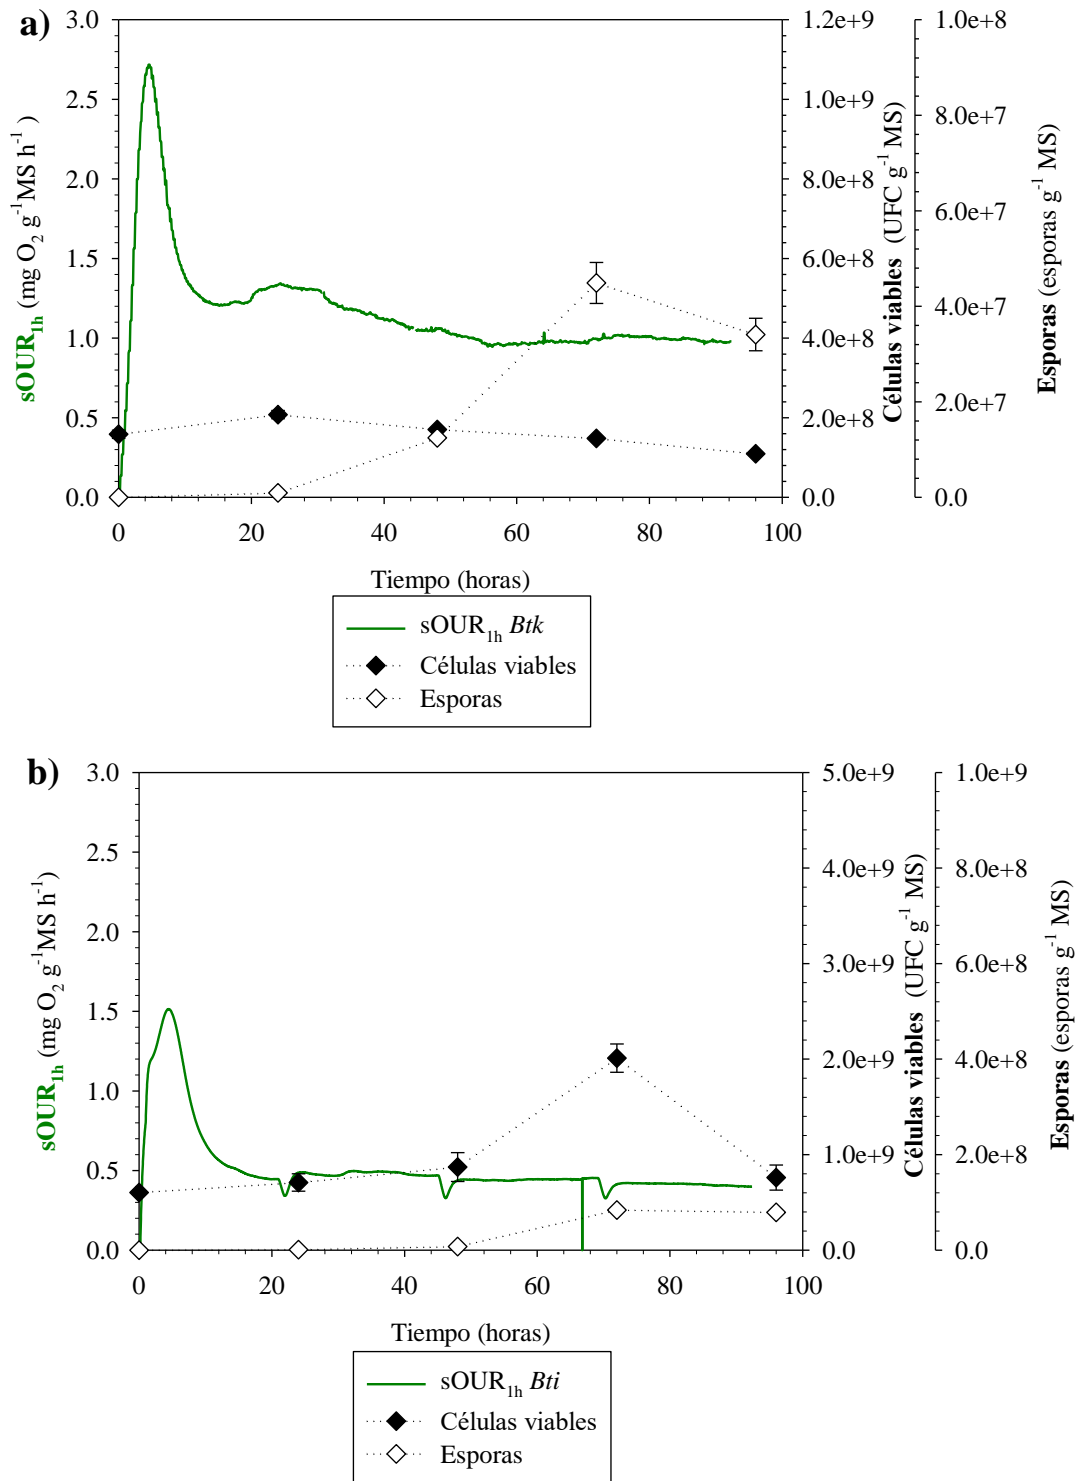 a)
3.0
2.5
2.0
1.5
1.0
0.5
0.0
sOUR1h (mg O2 g-1MS h-1)
1.2e+9
1.0e+9
8.0e+8
6.0e+8
4.0e+8
2.0e+8
0.0
Células viables (UFC g-1 MS)
1.0e+8
8.0e+7
6.0e+7
4.0e+7
2.0e+7
0.0
Esporas (esporas g-1 MS)
0 20 40 60 80 100
Tiempo (horas)
sOUR1h Btk
Células viables
Esporas
b)
3.0
2.5
2.0
1.5
1.0
0.5
0.0
sOUR1h (mg O2 g-1MS h-1)
5.0e+9
4.0e+9
3.0e+9
2.0e+9
1.0e+9
0.0
Células viables (UFC g-1 MS)
1.0e+9
8.0e+8
6.0e+8
4.0e+8
2.0e+8
0.0
Esporas (esporas g-1 MS)
0 20 40 60 80 100
Tiempo (horas)
sOUR1h Bti
Células viables
Esporas